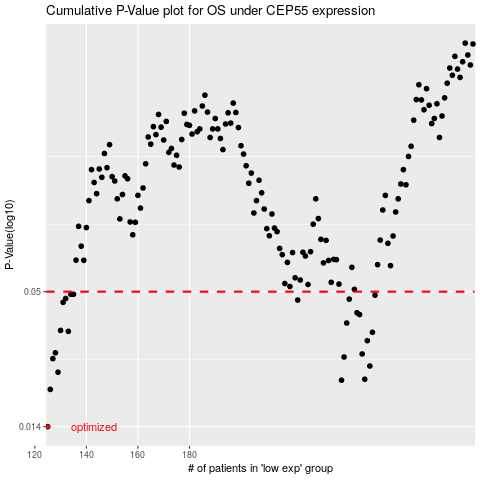 Cumulative P-Value plot for OS under CEP55 expression
P-Value(log10)
0.05
0.014
optimized
120 140 160 180
# of patients in 'low exp' group